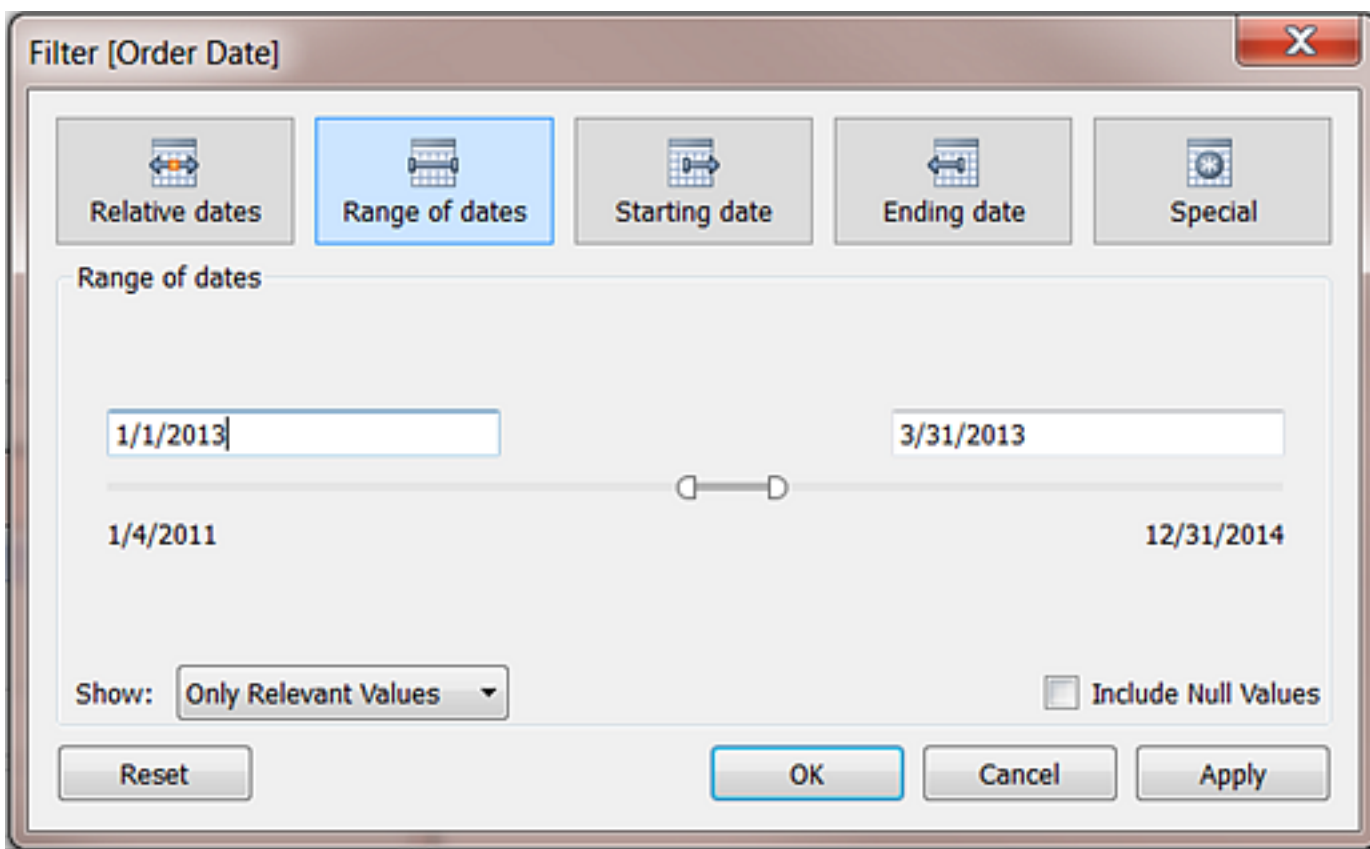 Filter [Order Date]
Relative dates
Range of dates
Starting date
Ending date
Special
Range of dates
1/1/2013
3/31/2013
1/4/2011
12/31/2014
Show:
Only Relevant Values
Include Null Values
Reset
OK
Cancel
Apply